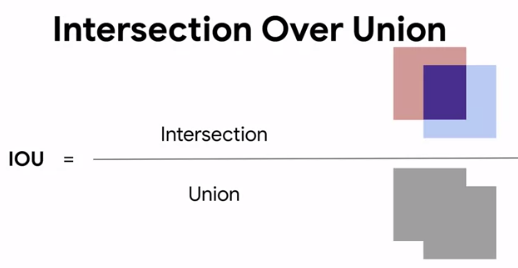 Intersection Over Union
Intersection
IOU =
Union